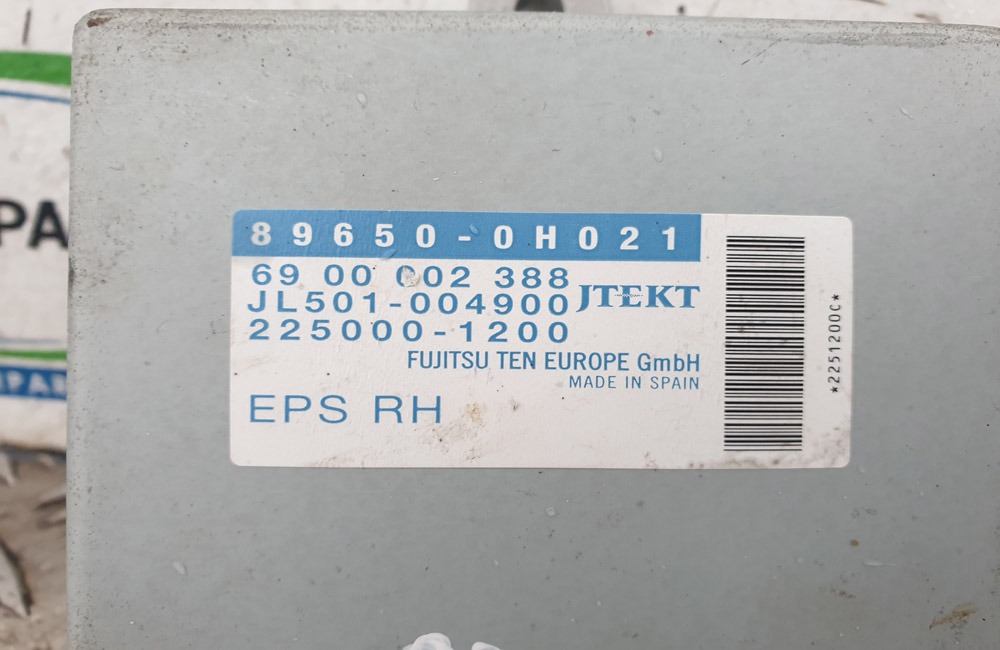 89650-0H021
69 00 002 388
JL501-004900
JTEKT
225000-1200
FUJITSU TEN EUROPE GmbH
MADE IN SPAIN
EPS RH
*2251200C*
PA